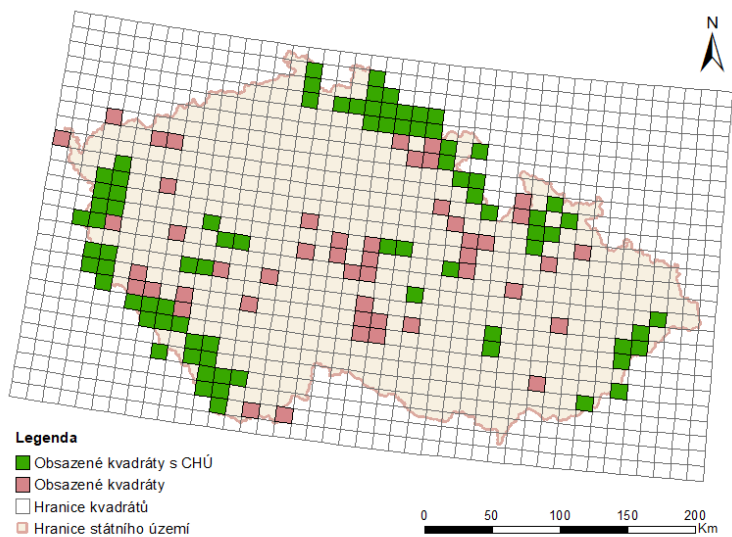 N
Legenda
Obsazené kvadráty s CHÚ
Obsazené kvadráty
Hranice kvadrátů
Hranice státního území
0 50 100 150 200
Km